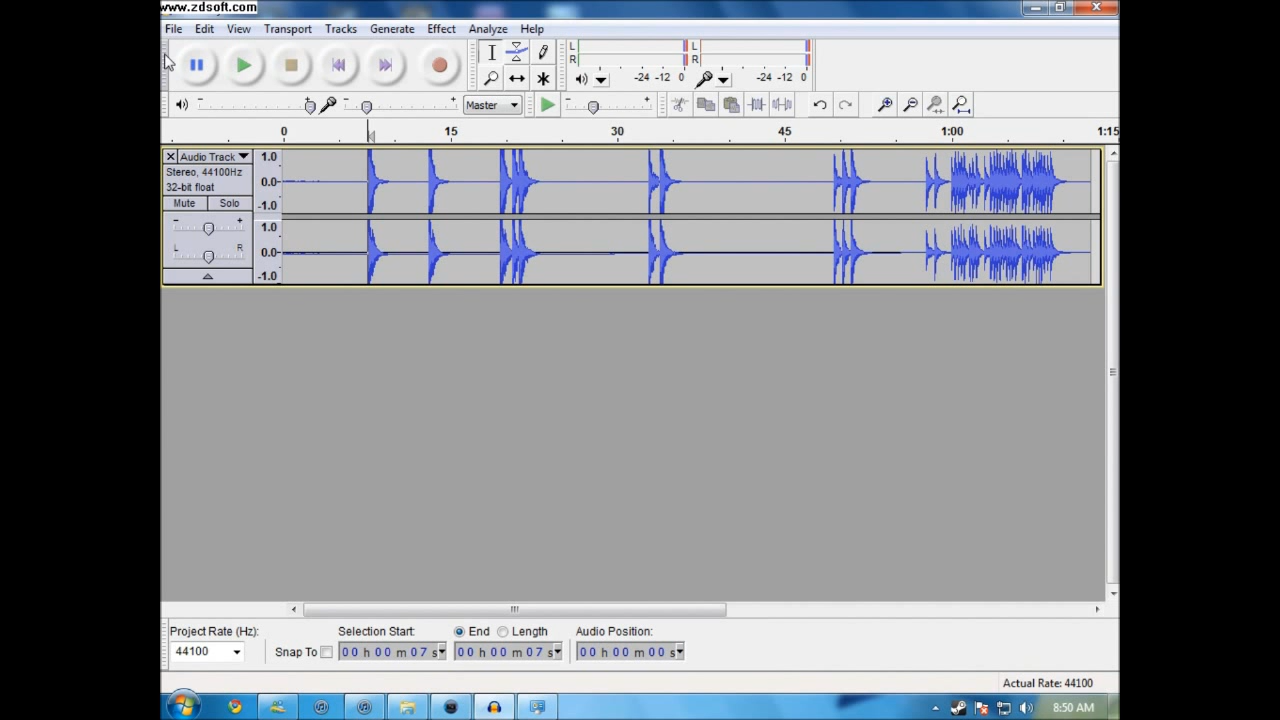 www.zdsoft.com
File Edit View Transport Tracks Generate Effect Analyze Help
L L
R R
-24 -12 0 -24 -12 0
- + - + Master - +
0 15 30 45 1:00 1:15
X Audio Track 1.0
Stereo, 44100Hz
32-bit float 0.0-
Mute Solo -1.0
- + 1.0
L R 0.0-
-1.0
Project Rate (Hz): Selection Start: End Length Audio Position:
44100 Snap To 00 h 00 m 07 s 00 h 00 m 07 s 00 h 00 m 00 s
Actual Rate: 44100
8:50 AM